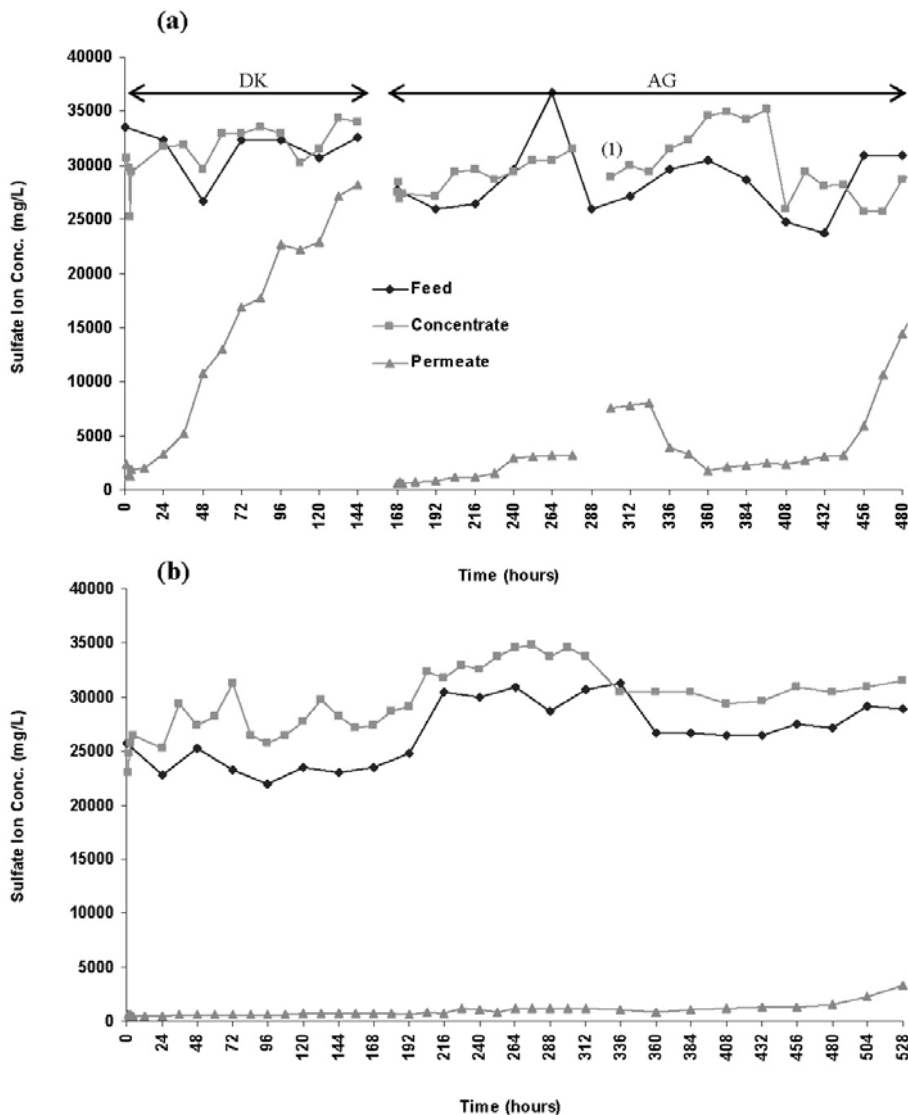 (a)
40000
35000
30000
25000
20000
15000
10000
5000
0
Sulfate Ion Conc. (mg/L)
DK
AG
(1)
Feed
Concentrate
Permeate
0 24 48 72 96 120 144 168 192 216 240 264 288 312 336 360 384 408 432 456 480
Time (hours)
(b)
40000
35000
30000
25000
20000
15000
10000
5000
0
Sulfate Ion Conc. (mg/L)
0 24 48 72 96 120 144 168 192 216 240 264 288 312 336 360 384 408 432 456 480 504 528
Time (hours)